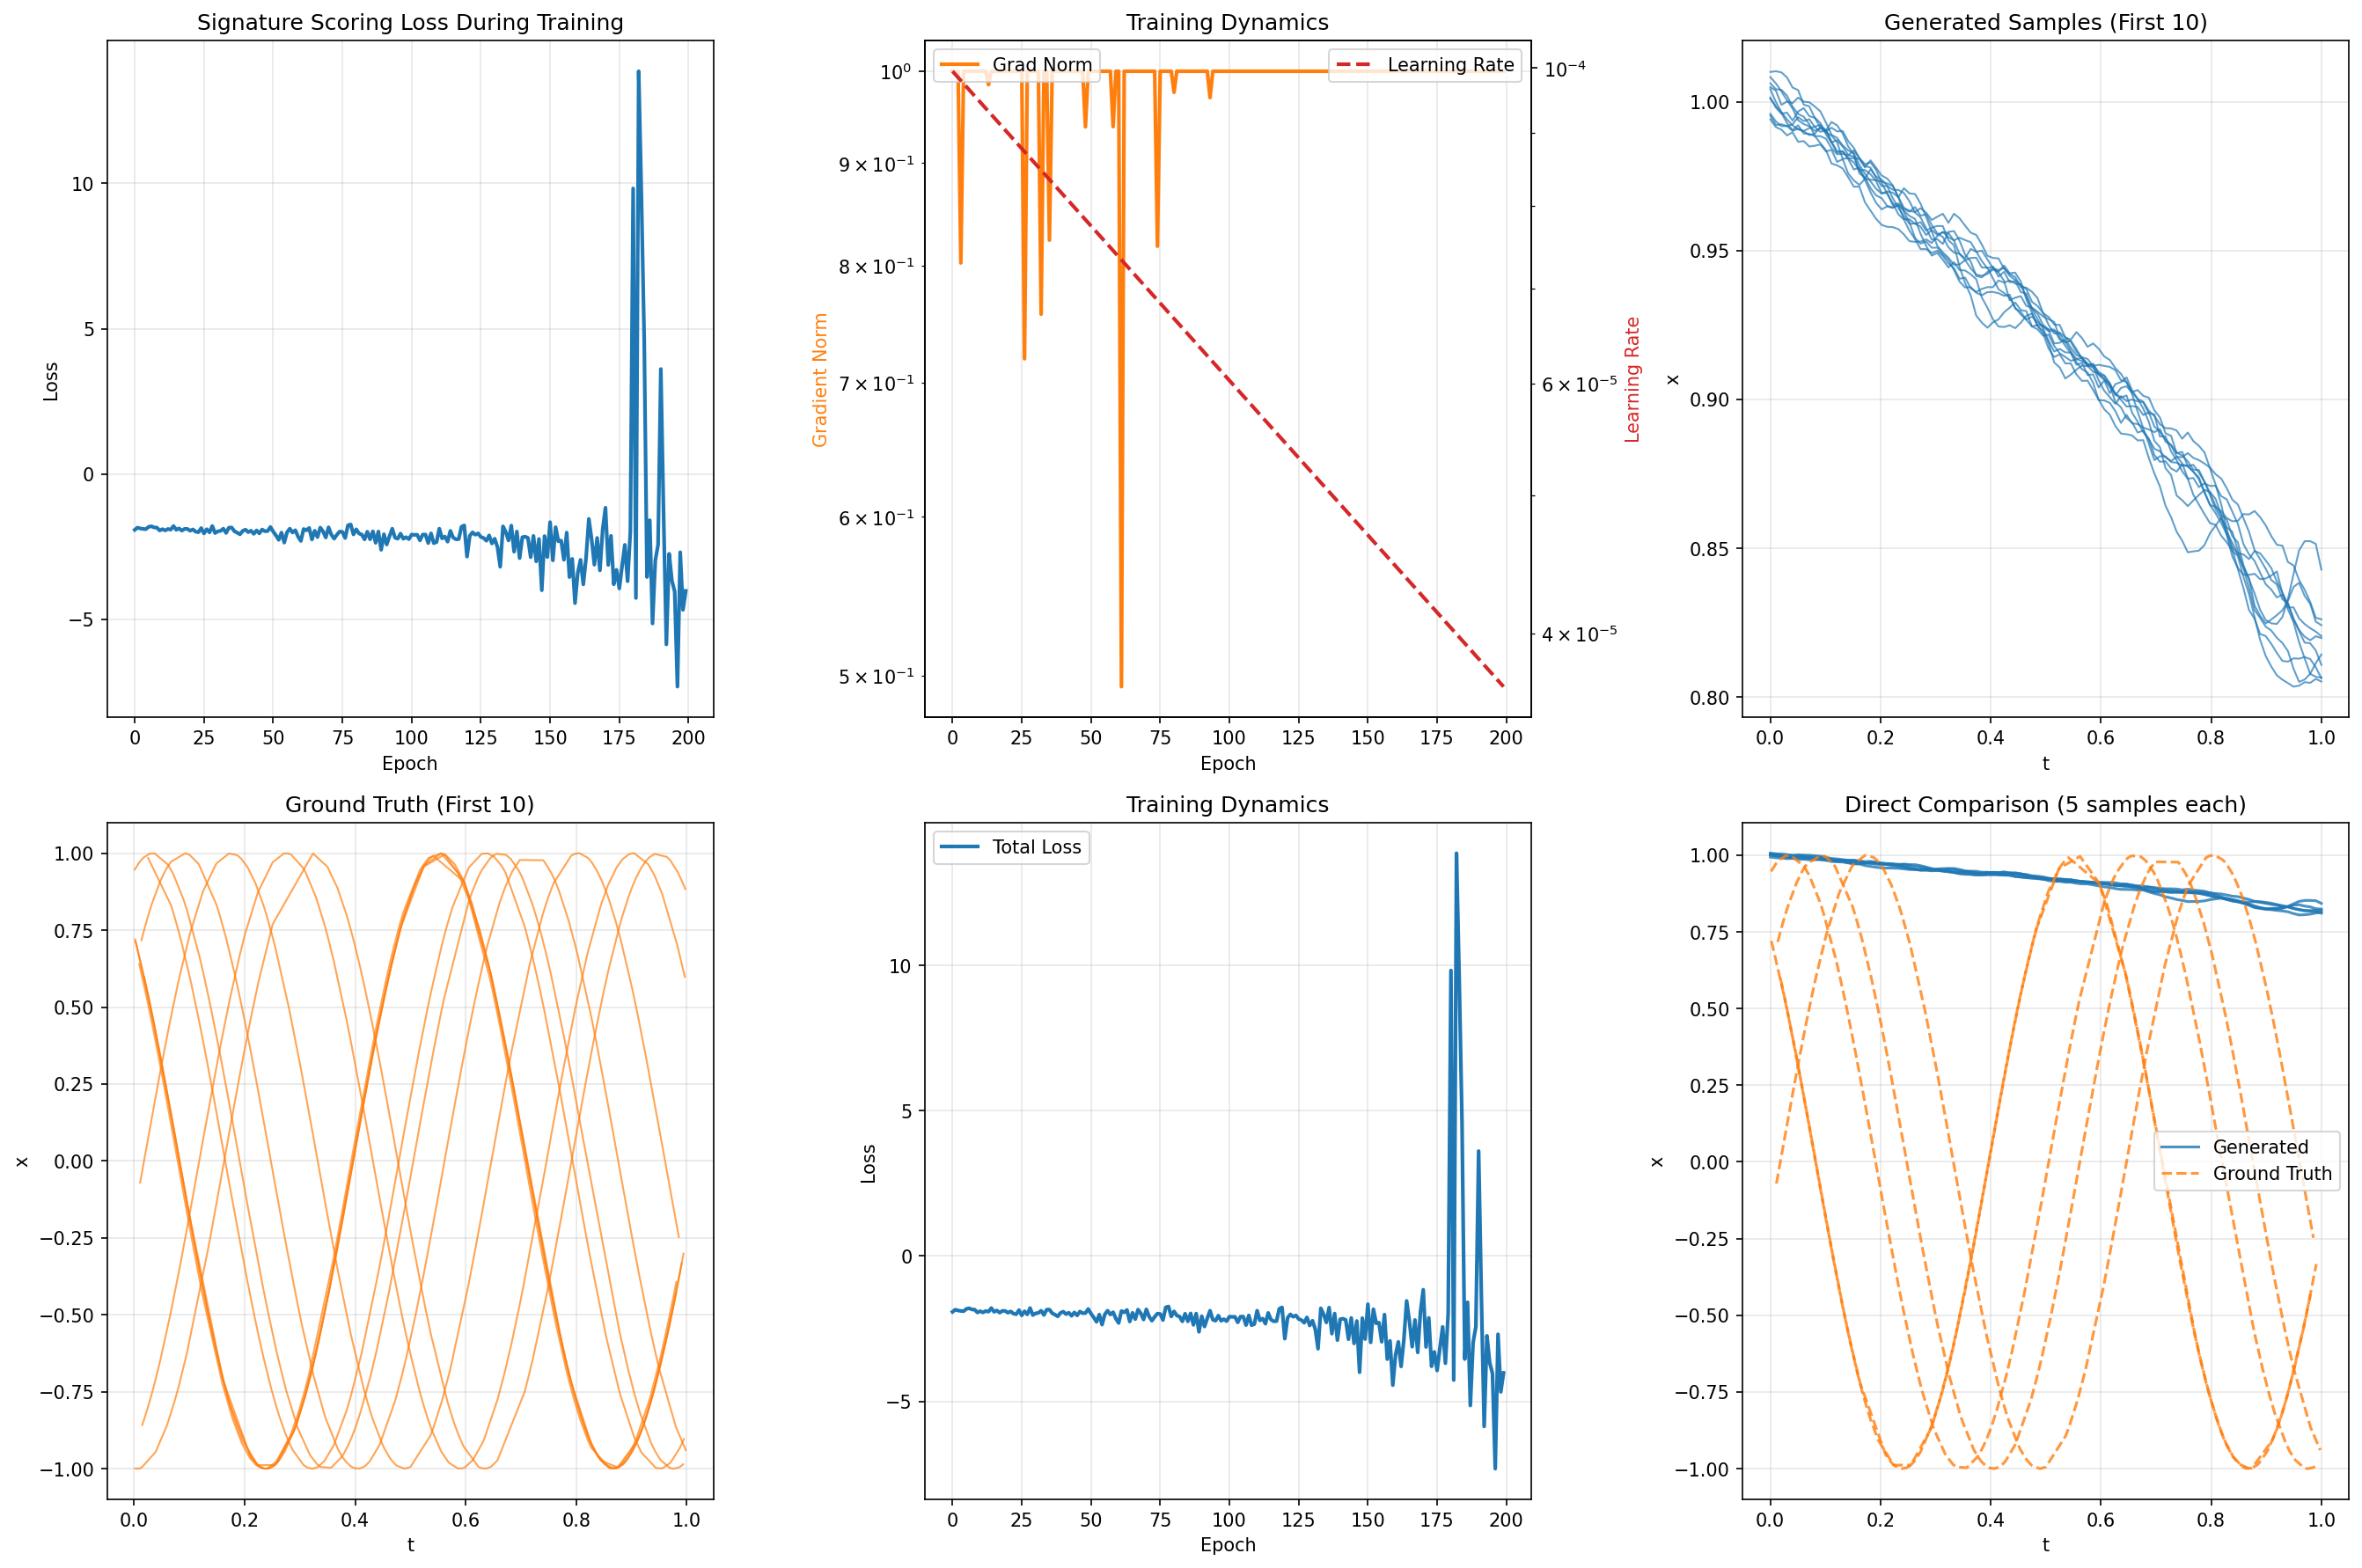 Signature Scoring Loss During Training
10
5
0
−5
Loss
0 25 50 75 100 125 150 175 200
Epoch
Training Dynamics
Grad Norm
Learning Rate
10⁰
9 × 10⁻¹
8 × 10⁻¹
7 × 10⁻¹
6 × 10⁻¹
5 × 10⁻¹
Gradient Norm
10⁻⁴
6 × 10⁻⁵
4 × 10⁻⁵
Learning Rate
0 25 50 75 100 125 150 175 200
Epoch
Generated Samples (First 10)
1.00
0.95
0.90
0.85
0.80
x
0.0 0.2 0.4 0.6 0.8 1.0
t
Ground Truth (First 10)
1.00
0.75
0.50
0.25
0.00
−0.25
−0.50
−0.75
−1.00
x
0.0 0.2 0.4 0.6 0.8 1.0
t
Training Dynamics
Total Loss
10
5
0
−5
Loss
0 25 50 75 100 125 150 175 200
Epoch
Direct Comparison (5 samples each)
1.00
0.75
0.50
0.25
0.00
−0.25
−0.50
−0.75
−1.00
x
Generated
Ground Truth
0.0 0.2 0.4 0.6 0.8 1.0
t